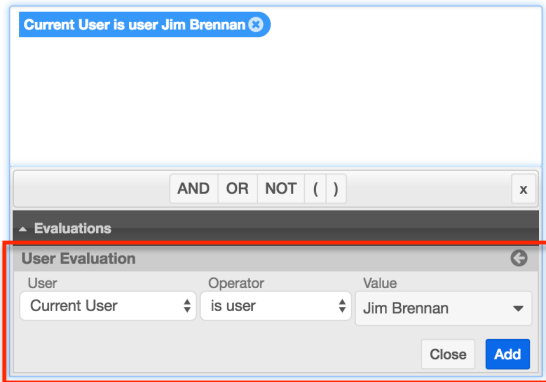 Current User is user Jim Brennan
AND OR NOT ( ) x
Evaluations
User Evaluation
User Operator Value
Current User is user Jim Brennan
Close Add